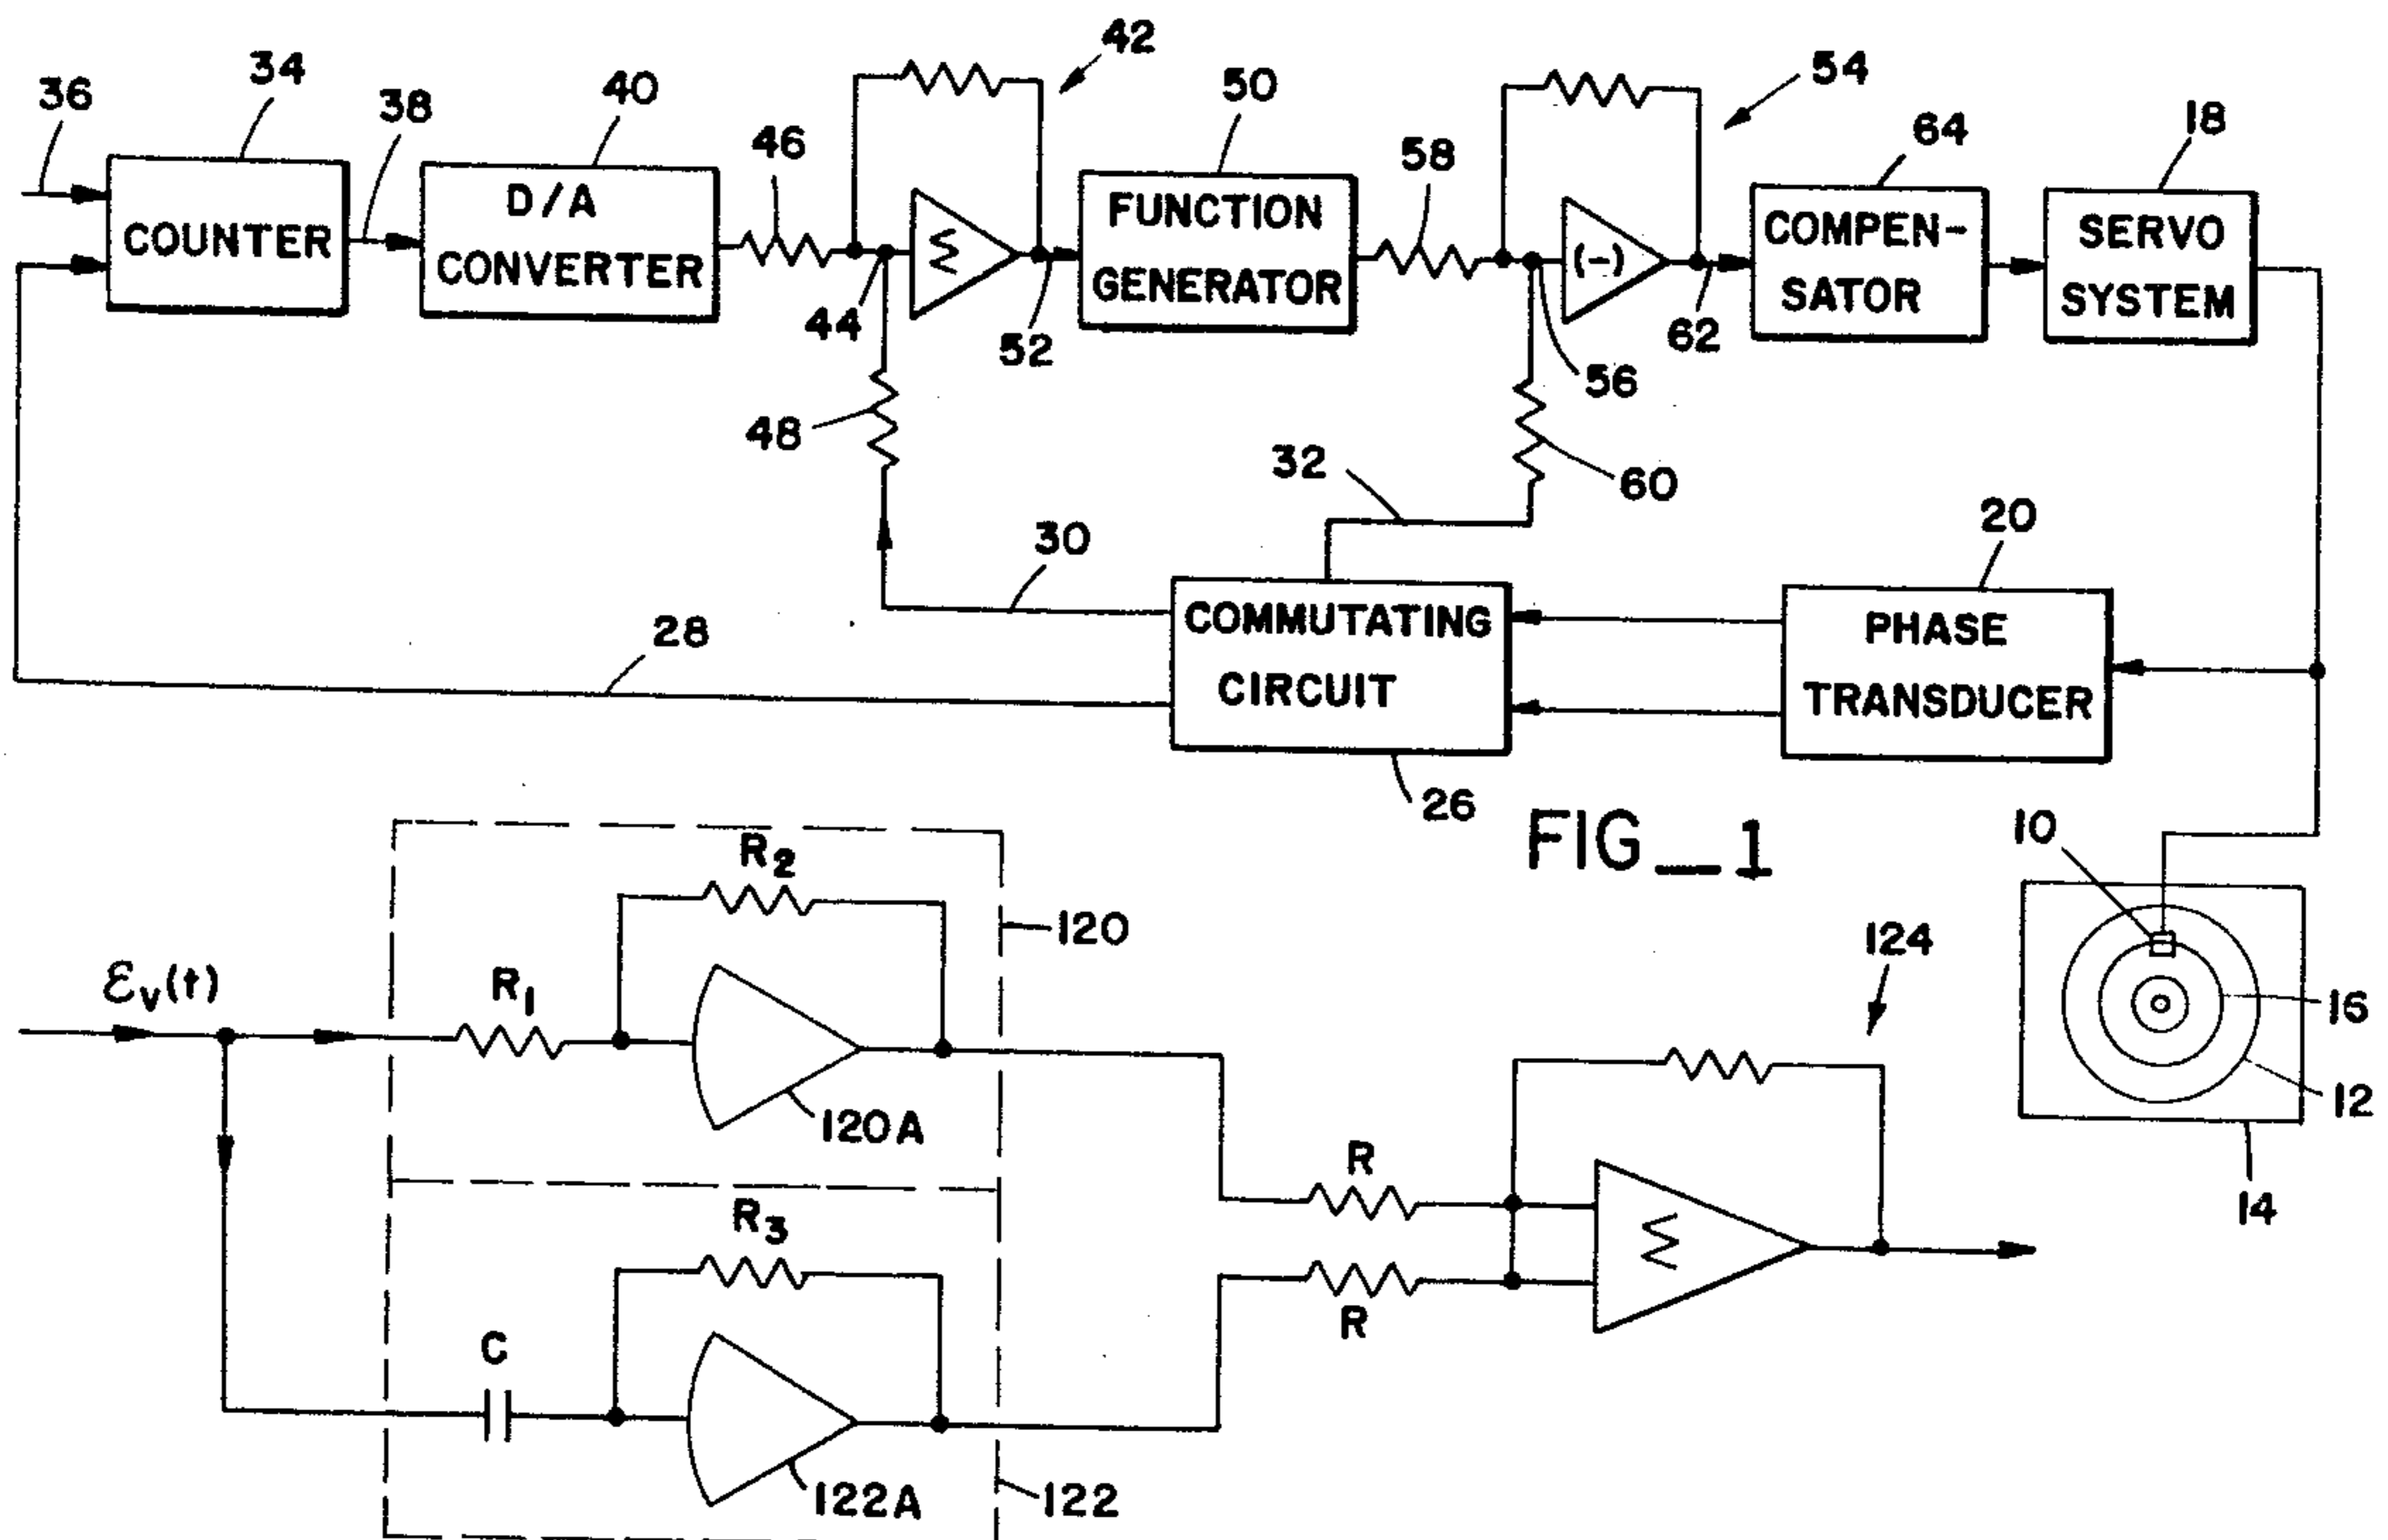 42
54
34
36
38
40
50
64
18
46
58
COUNTER
D/A
CONVERTER
Σ
FUNCTION
GENERATOR
(-)
COMPEN-
SATOR
SERVO
SYSTEM
44
52
56
62
48
32
60
30
20
28
COMMUTATING
CIRCUIT
PHASE
TRANSDUCER
26
FIG_1
10
R2
120
124
εv(t)
R1
16
120A
12
R
14
R3
Σ
R
C
122A
122